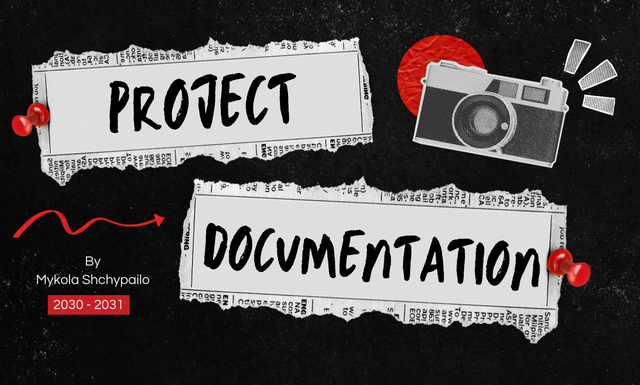 PROJECT
DOCUMENTATION
By
Mykola Shchypailo
2030 - 2031